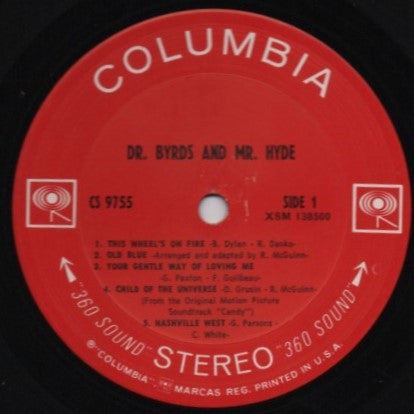 COLUMBIA
DR. BYRDS AND MR. HYDE
CS 9755
SIDE 1
XSM 138500
1. THIS WHEEL'S ON FIRE -B. Dylan - R. Danko-
2. OLD BLUE -Arranged and adapted by R. McGuinn-
3. YOUR GENTLE WAY OF LOVING ME
-G. Paxton - F. Guilbeau-
4. CHILD OF THE UNIVERSE -D. Grusin - R. McGuinn-
(From the Original Motion Picture
Soundtrack "Candy")
5. NASHVILLE WEST -G. Parsons -
C. White-
"360 SOUND" STEREO "360 SOUND"
℗ "COLUMBIA", MARCAS REG. PRINTED IN U.S.A.